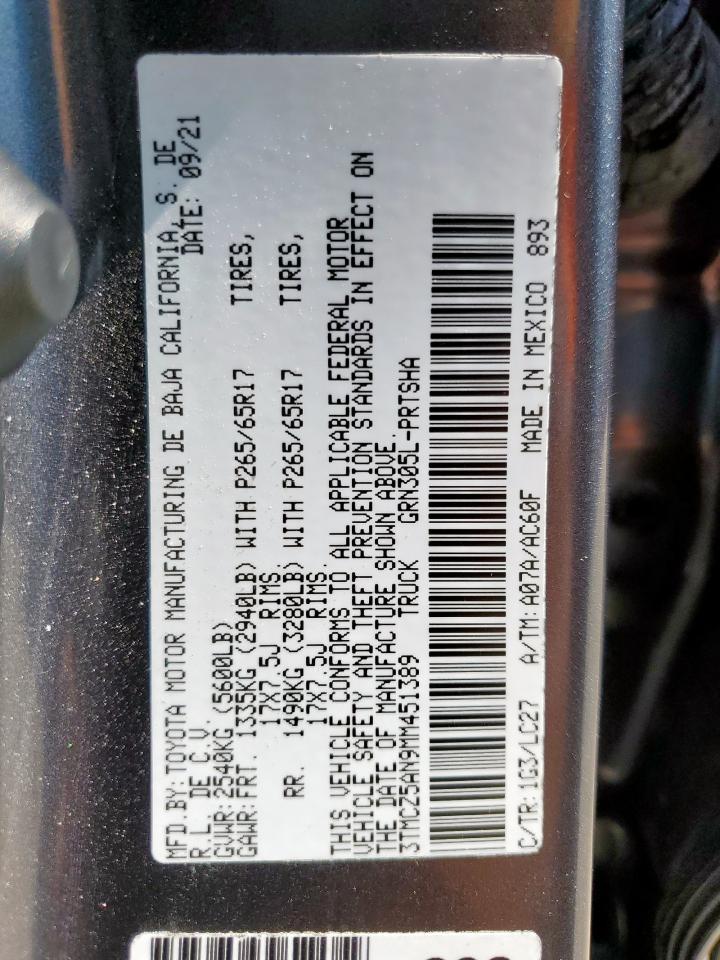 MFD.BY:TOYOTA MOTOR MANUFACTURING DE BAJA CALIFORNIA, S. DE
R.L. DE C.V. DATE: 09/21
GVWR:2540KG (5600LB)
GAWR:FRT. 1335KG (2940LB) WITH P265/65R17 TIRES,
17X7.5J RIMS.
RR. 1490KG (3280LB) WITH P265/65R17 TIRES,
17X7.5J RIMS.
THIS VEHICLE CONFORMS TO ALL APPLICABLE FEDERAL MOTOR
VEHICLE SAFETY AND THEFT PREVENTION STANDARDS IN EFFECT ON
THE DATE OF MANUFACTURE SHOWN ABOVE.
3TMCZ5AN9MM451389 TRUCK GRN305L-PRTSHA
C/TR:1G3/LC27 A/TM:A07A/AC60F MADE IN MEXICO 893